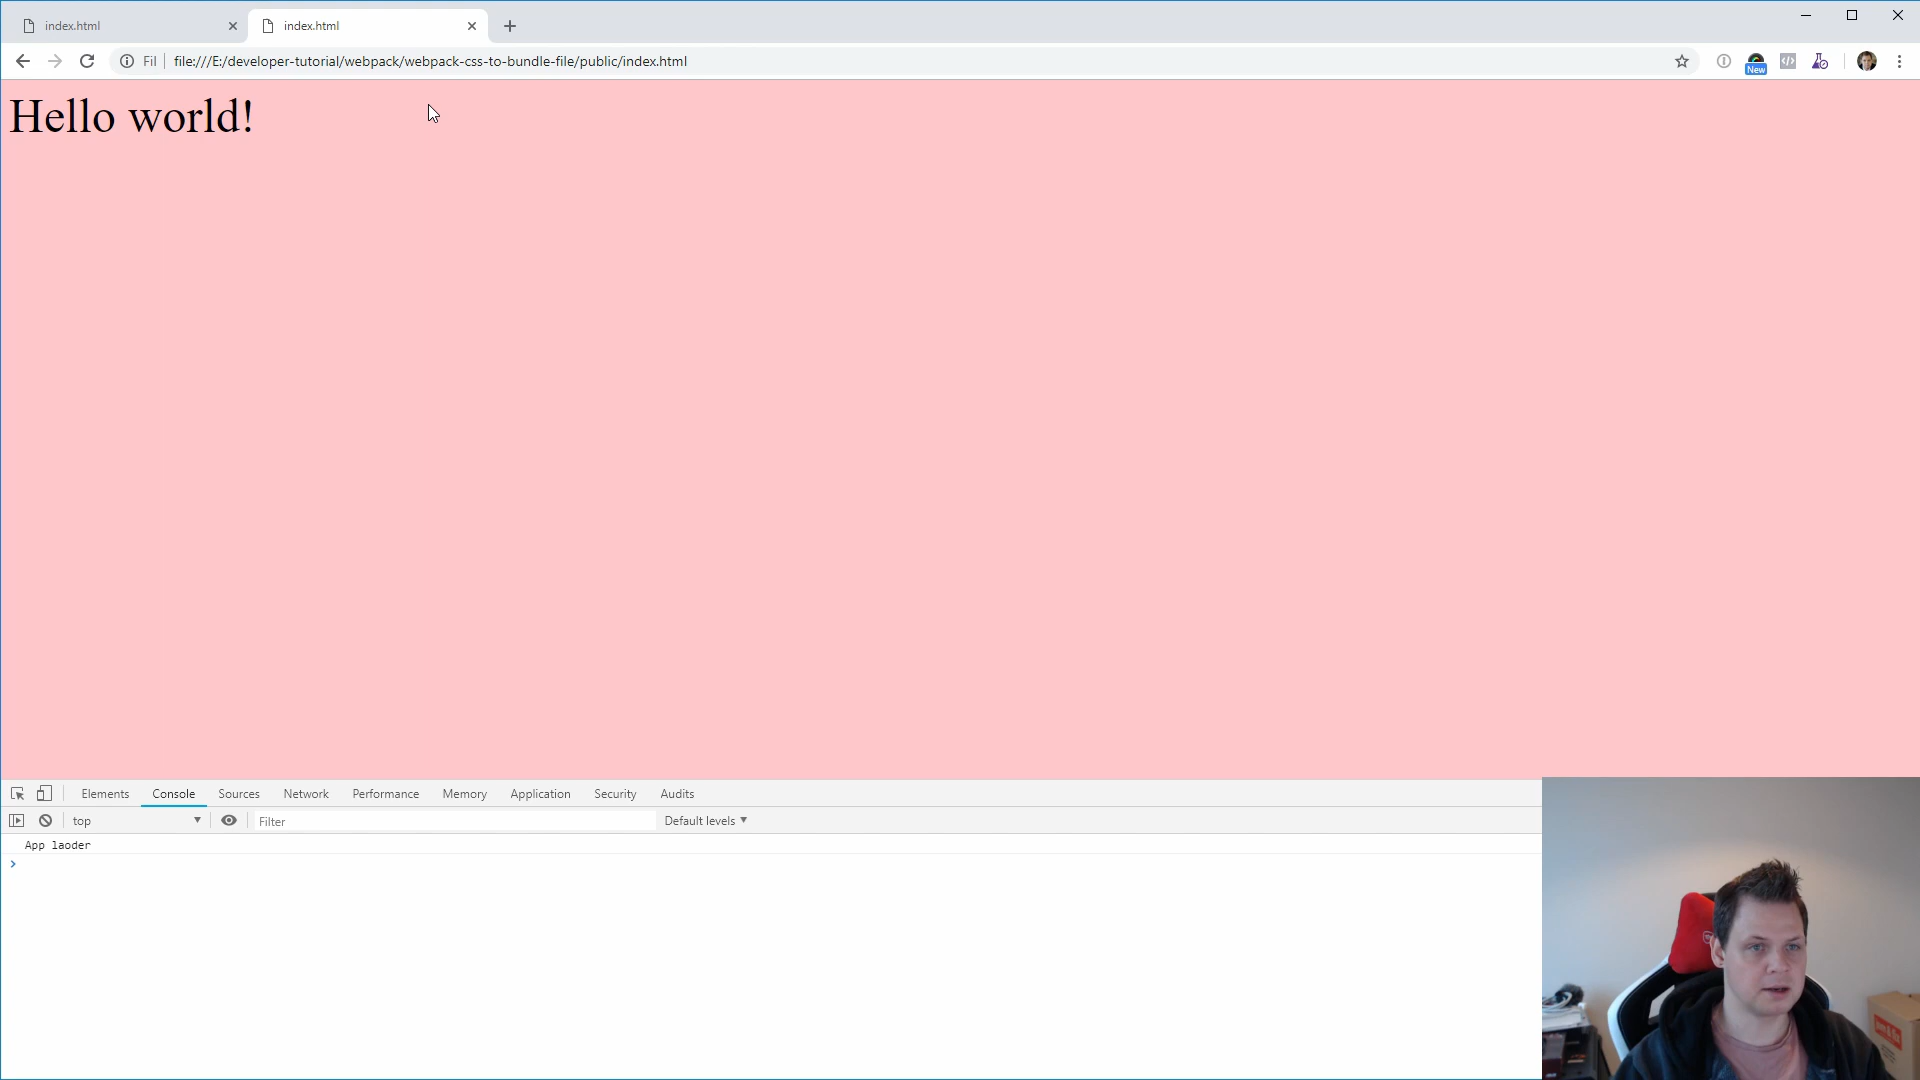 index.html
index.html
Fil
file:///E:/developer-tutorial/webpack/webpack-css-to-bundle-file/public/index.html
New
Hello world!
Elements
Console
Sources
Network
Performance
Memory
Application
Security
Audits
top
Filter
Default levels
App laoder